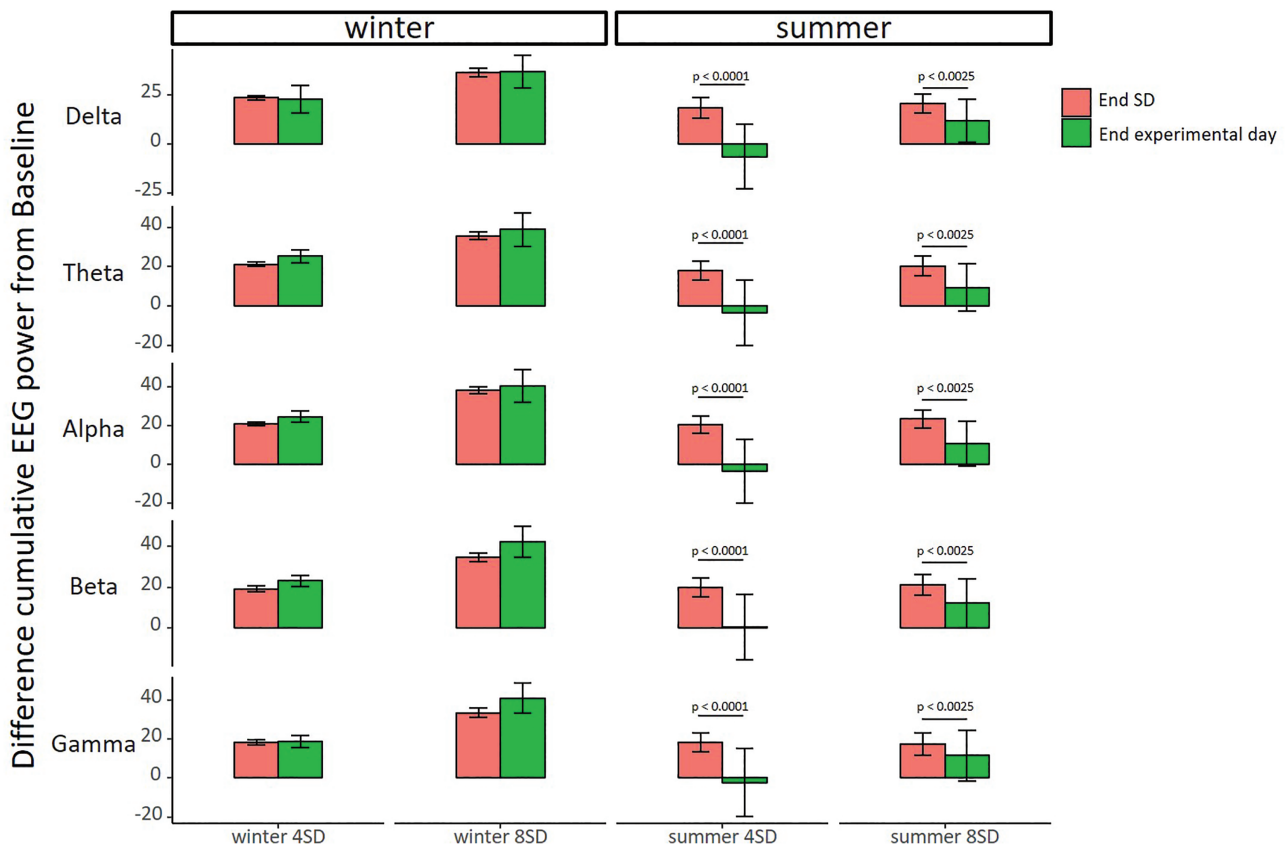 winter
summer
Difference cumulative EEG power from Baseline
End SD
End experimental day
Delta
25
0
-25
p < 0.0001
p < 0.0025
Theta
40
20
0
-20
p < 0.0001
p < 0.0025
Alpha
40
20
0
-20
p < 0.0001
p < 0.0025
Beta
40
20
0
p < 0.0001
p < 0.0025
Gamma
40
20
0
-20
p < 0.0001
p < 0.0025
winter 4SD
winter 8SD
summer 4SD
summer 8SD